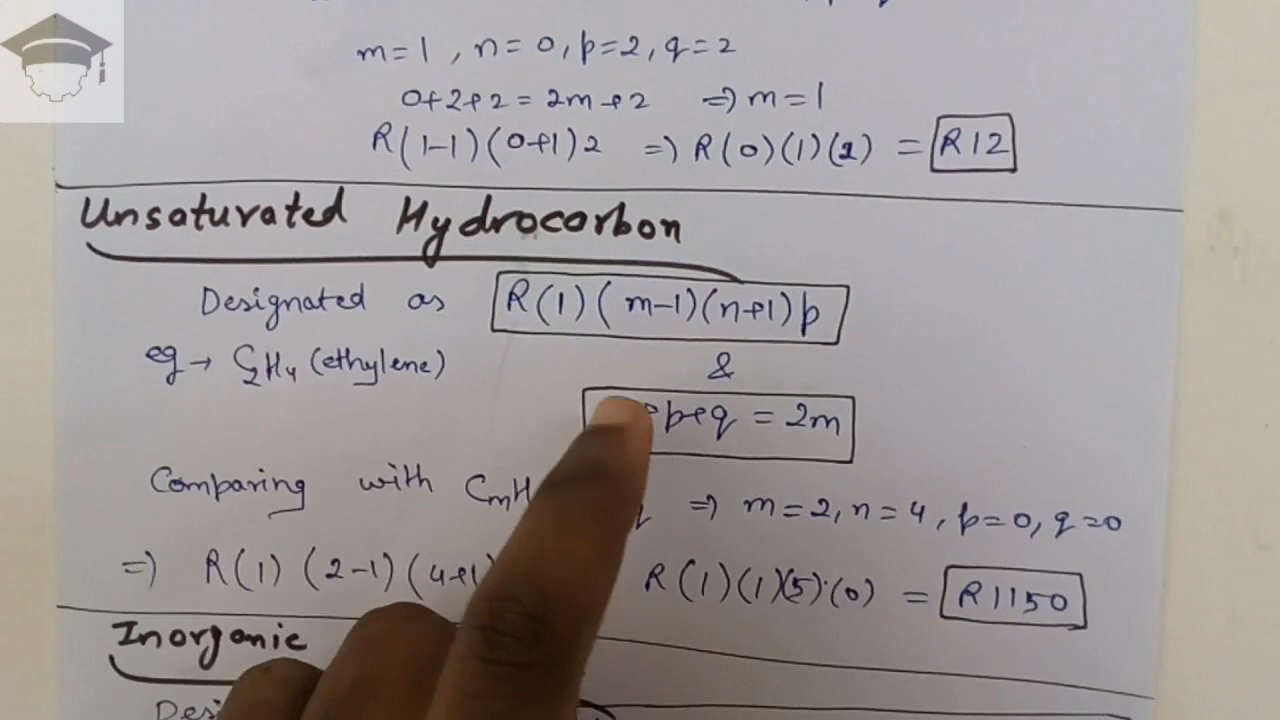 m=1 , n=0, p=2, q=2
0+2+2 = 2m+2 => m=1
R(1-1)(0+1)2 => R(0)(1)(2) = R12
Unsaturated Hydrocarbon
Designated as R(1)(m-1)(n+1)p
eg → C2H4 (ethylene) &
p+q = 2m
Comparing with CmH => m=2, n=4, p=0, q=0
=> R(1)(2-1)(4+1) R(1)(1)(5)(0) = R1150
Inorganic